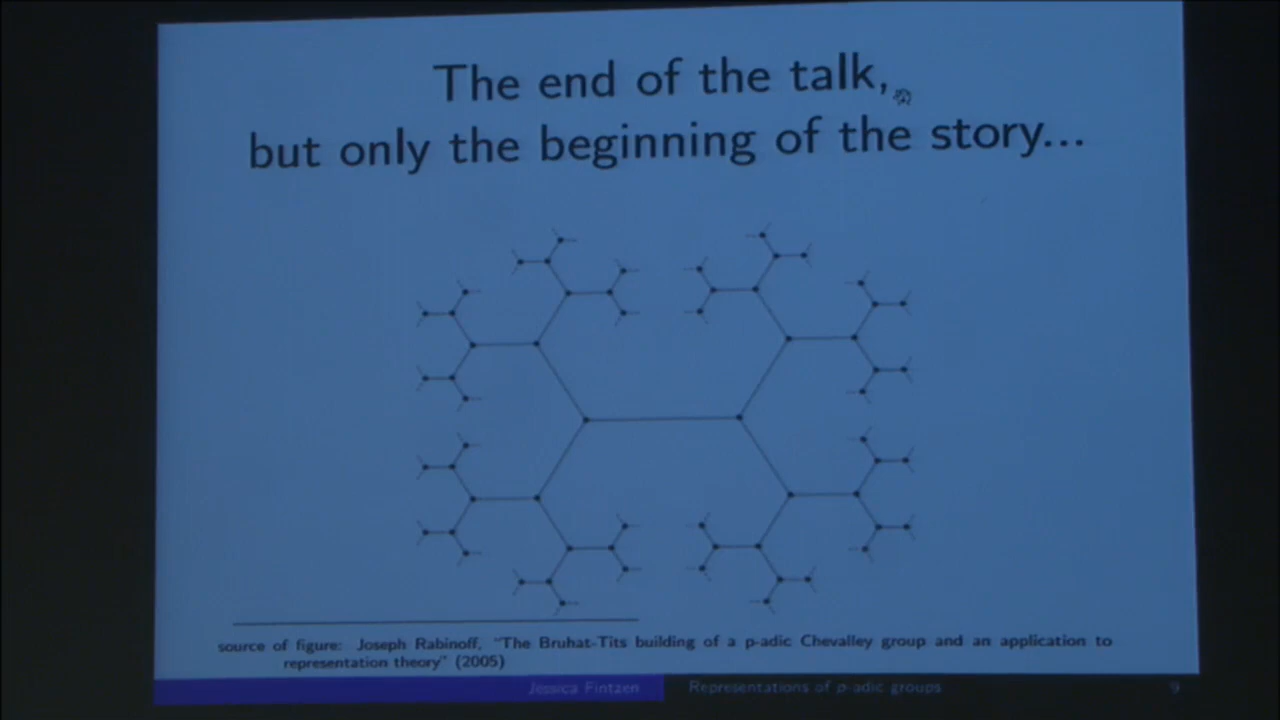 The end of the talk,
but only the beginning of the story...
source of figure: Joseph Rabinoff, "The Bruhat-Tits building of a p-adic Chevalley group and an application to
representation theory" (2005)
Jessica Fintzen Representations of p-adic groups 9